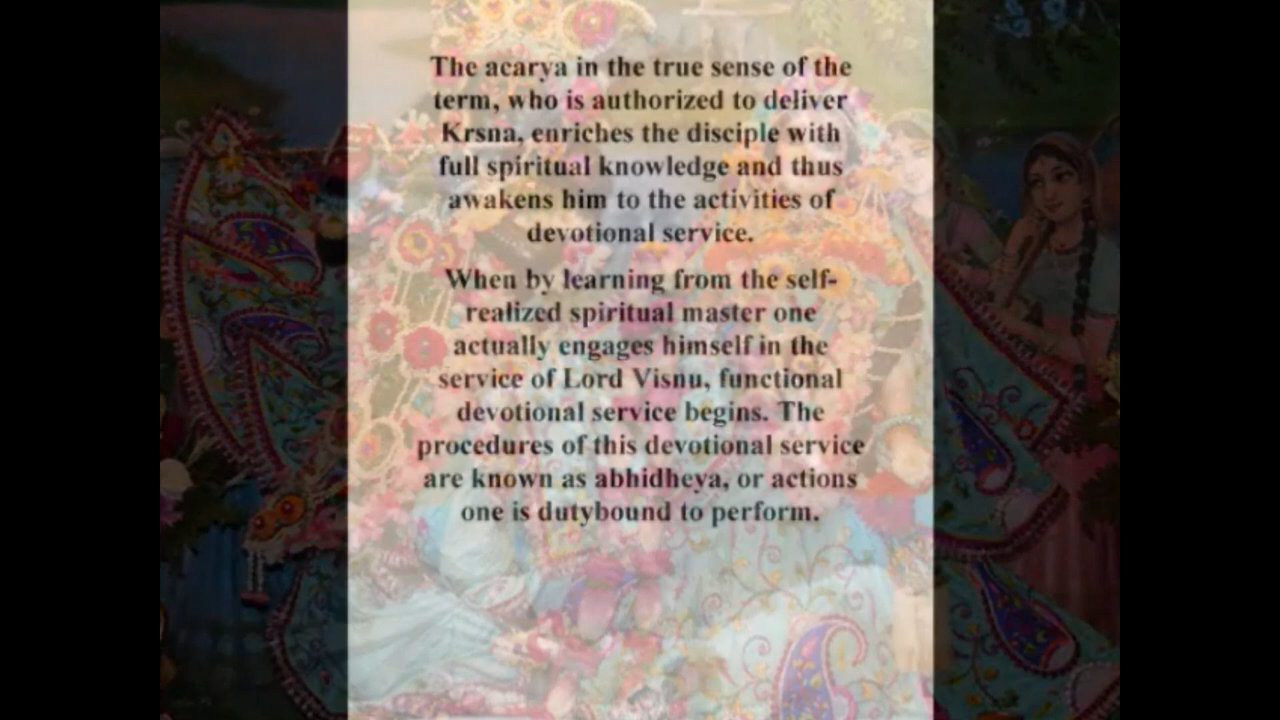 The acarya in the true sense of the
term, who is authorized to deliver
Krsna, enriches the disciple with
full spiritual knowledge and thus
awakens him to the activities of
devotional service.
When by learning from the self-
realized spiritual master one
actually engages himself in the
service of Lord Visnu, functional
devotional service begins. The
procedures of this devotional service
are known as abhidheya, or actions
one is dutybound to perform.